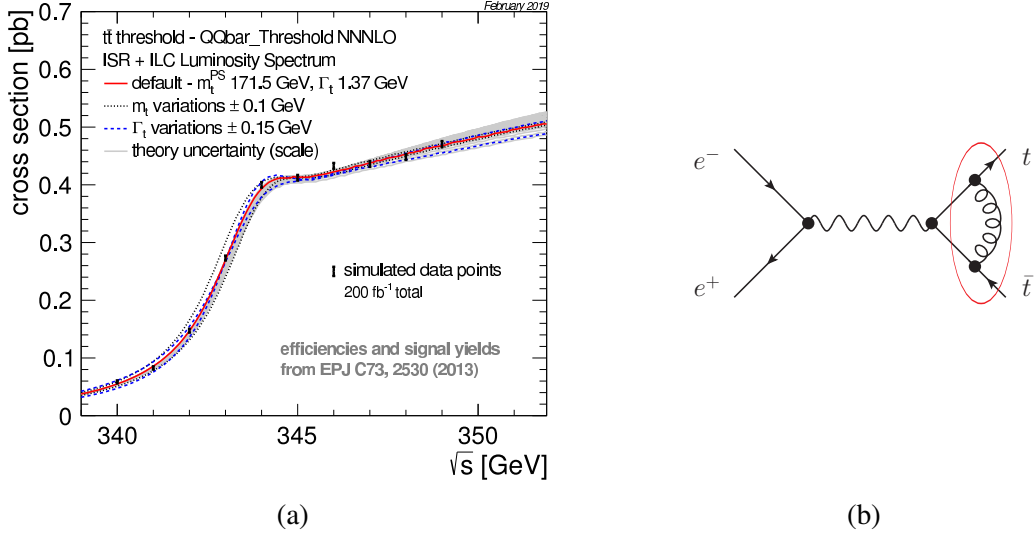 February 2019
cross section [pb]
0.7
0.6
0.5
0.4
0.3
0.2
0.1
0
tt̄ threshold - QQbar_Threshold NNNLO
ISR + ILC Luminosity Spectrum
default - m_t^PS 171.5 GeV, Γ_t 1.37 GeV
m_t variations ± 0.1 GeV
Γ_t variations ± 0.15 GeV
theory uncertainty (scale)
simulated data points
200 fb⁻¹ total
efficiencies and signal yields
from EPJ C73, 2530 (2013)
340 345 350
√s [GeV]
(a)
e⁻
e⁺
t
t̄
(b)